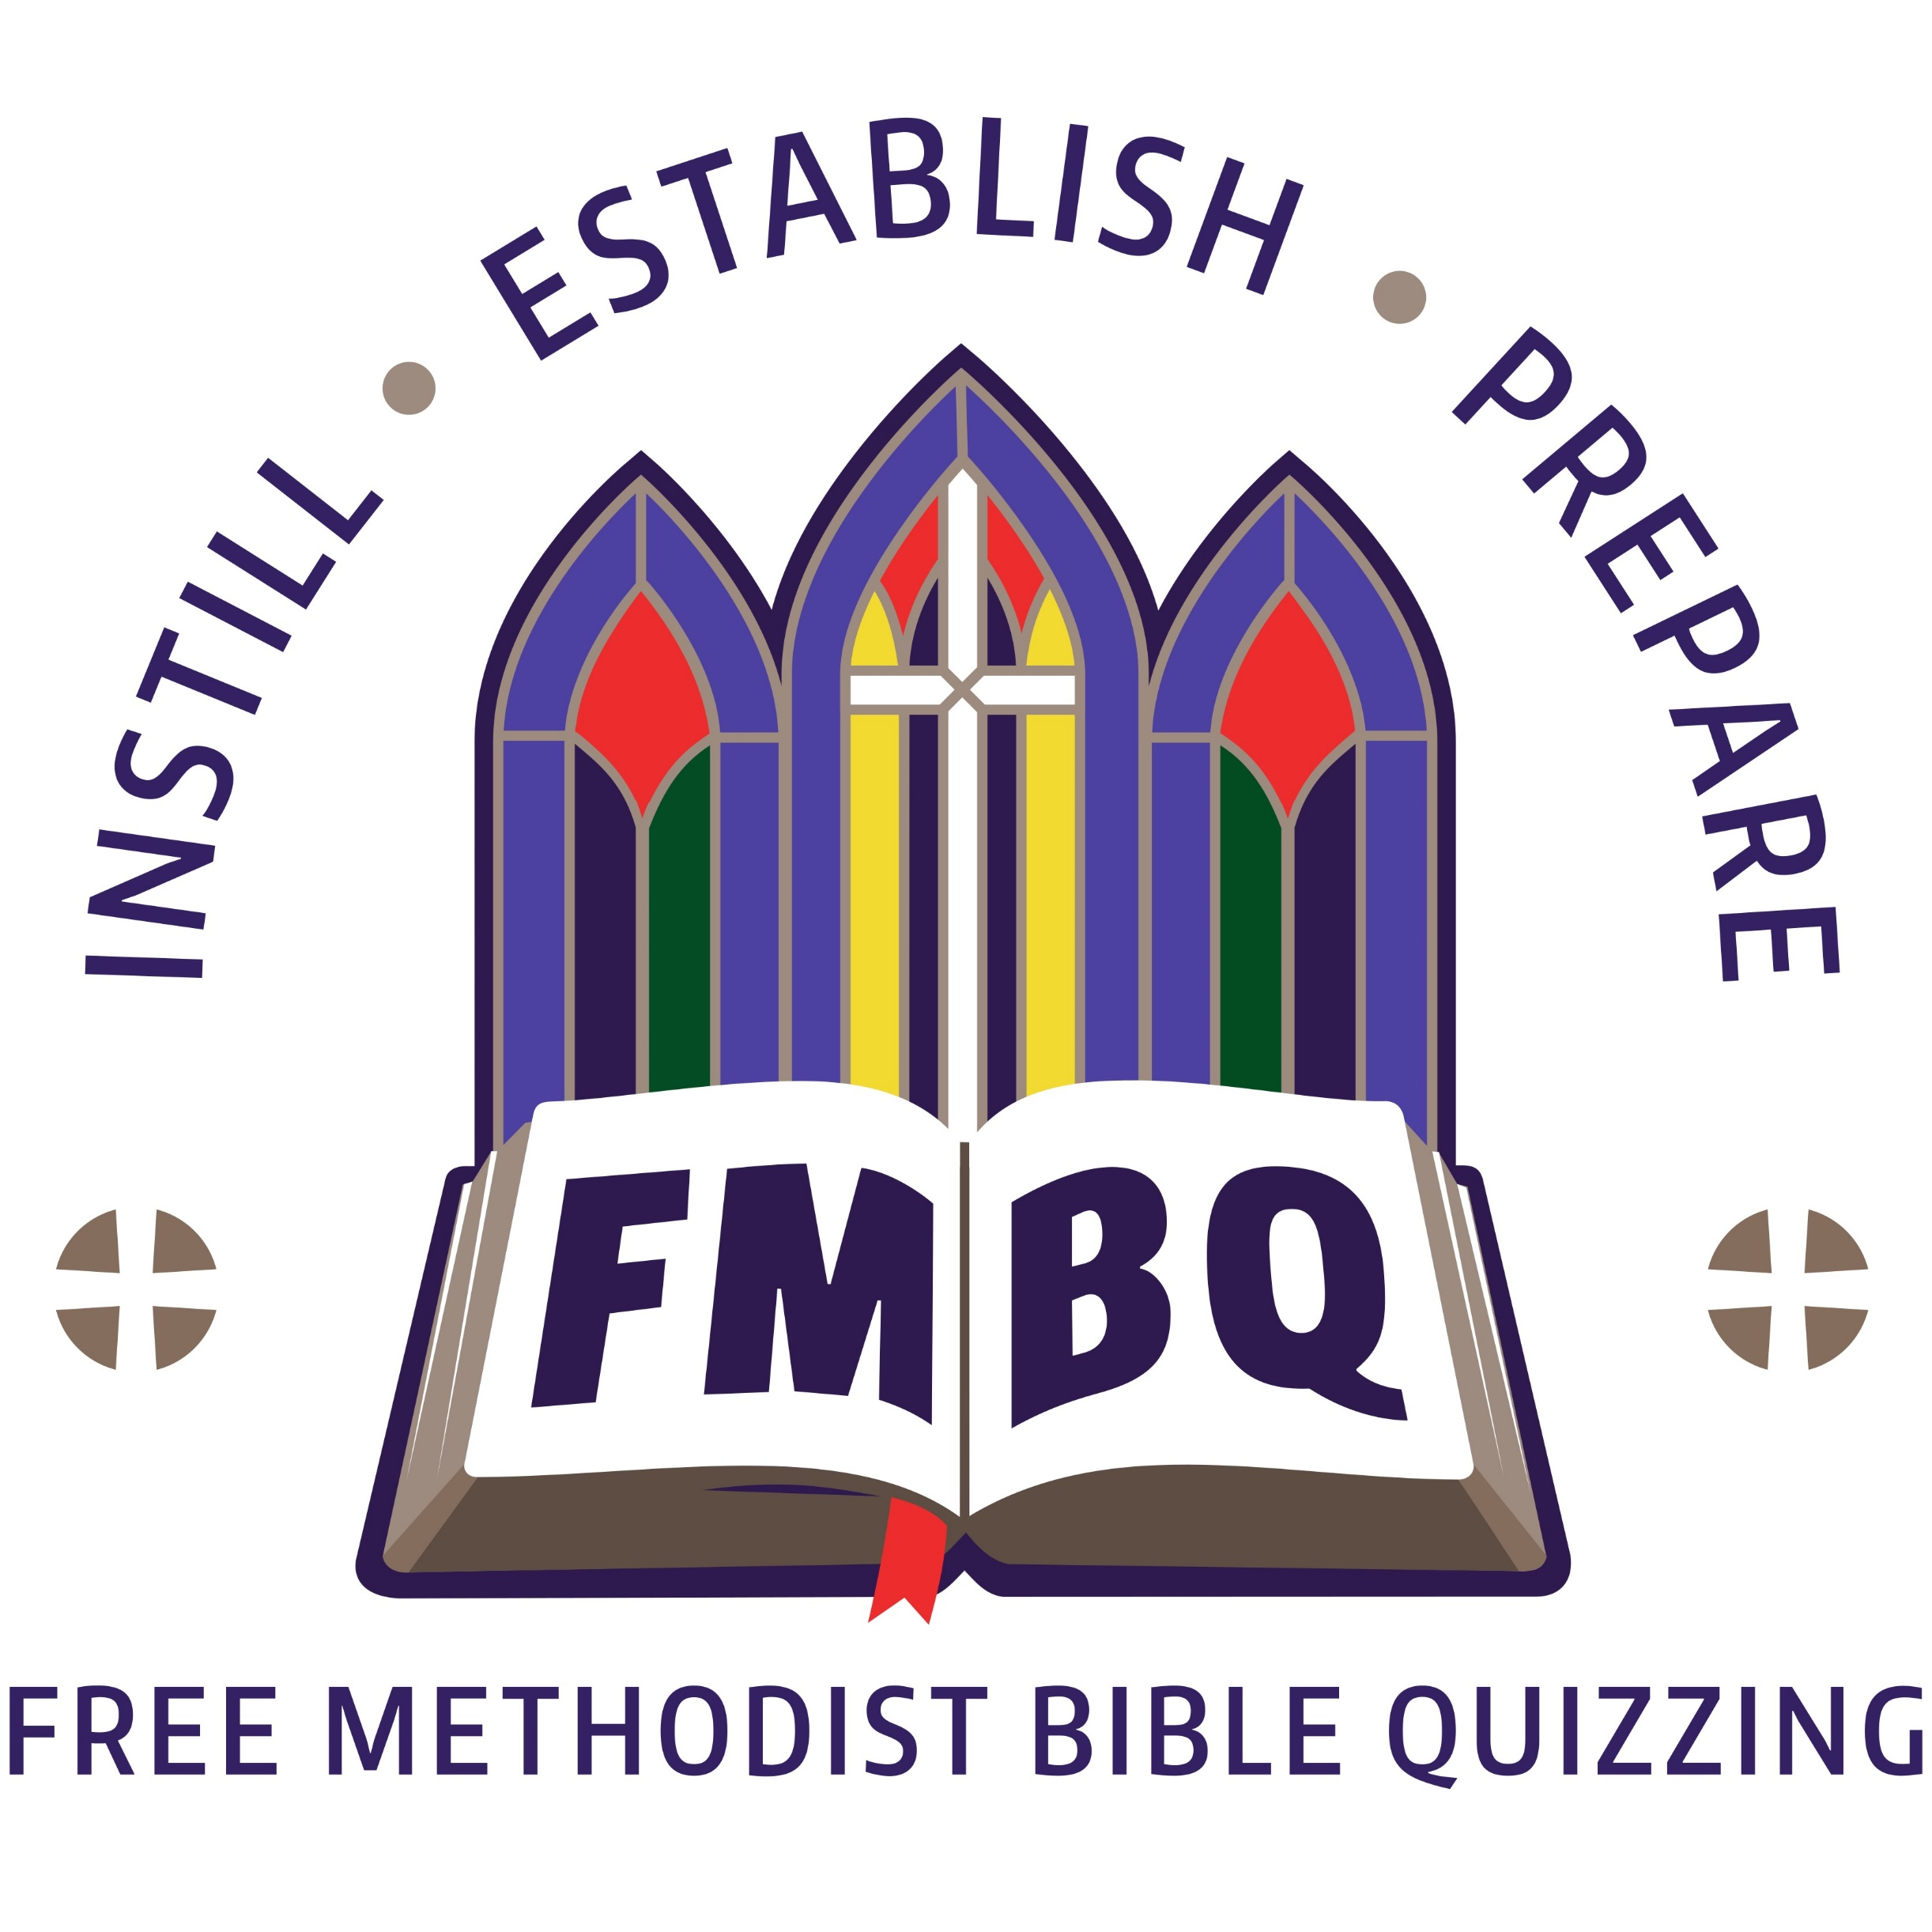 INSTILL • ESTABLISH • PREPARE
FMBQ
FREE METHODIST BIBLE QUIZZING